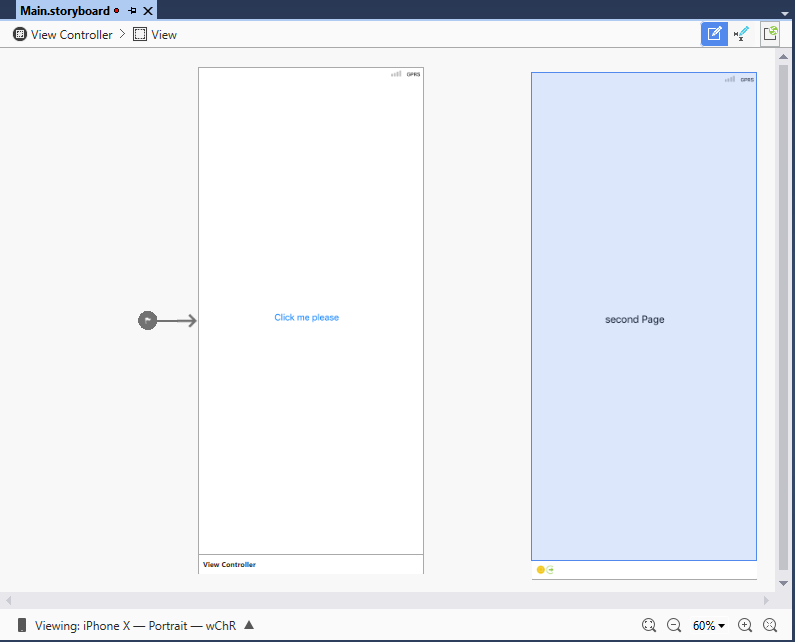 Main.storyboard
View Controller > View
GPRS
GPRS
Click me please
second Page
View Controller
Viewing: iPhone X — Portrait — wChR
60%